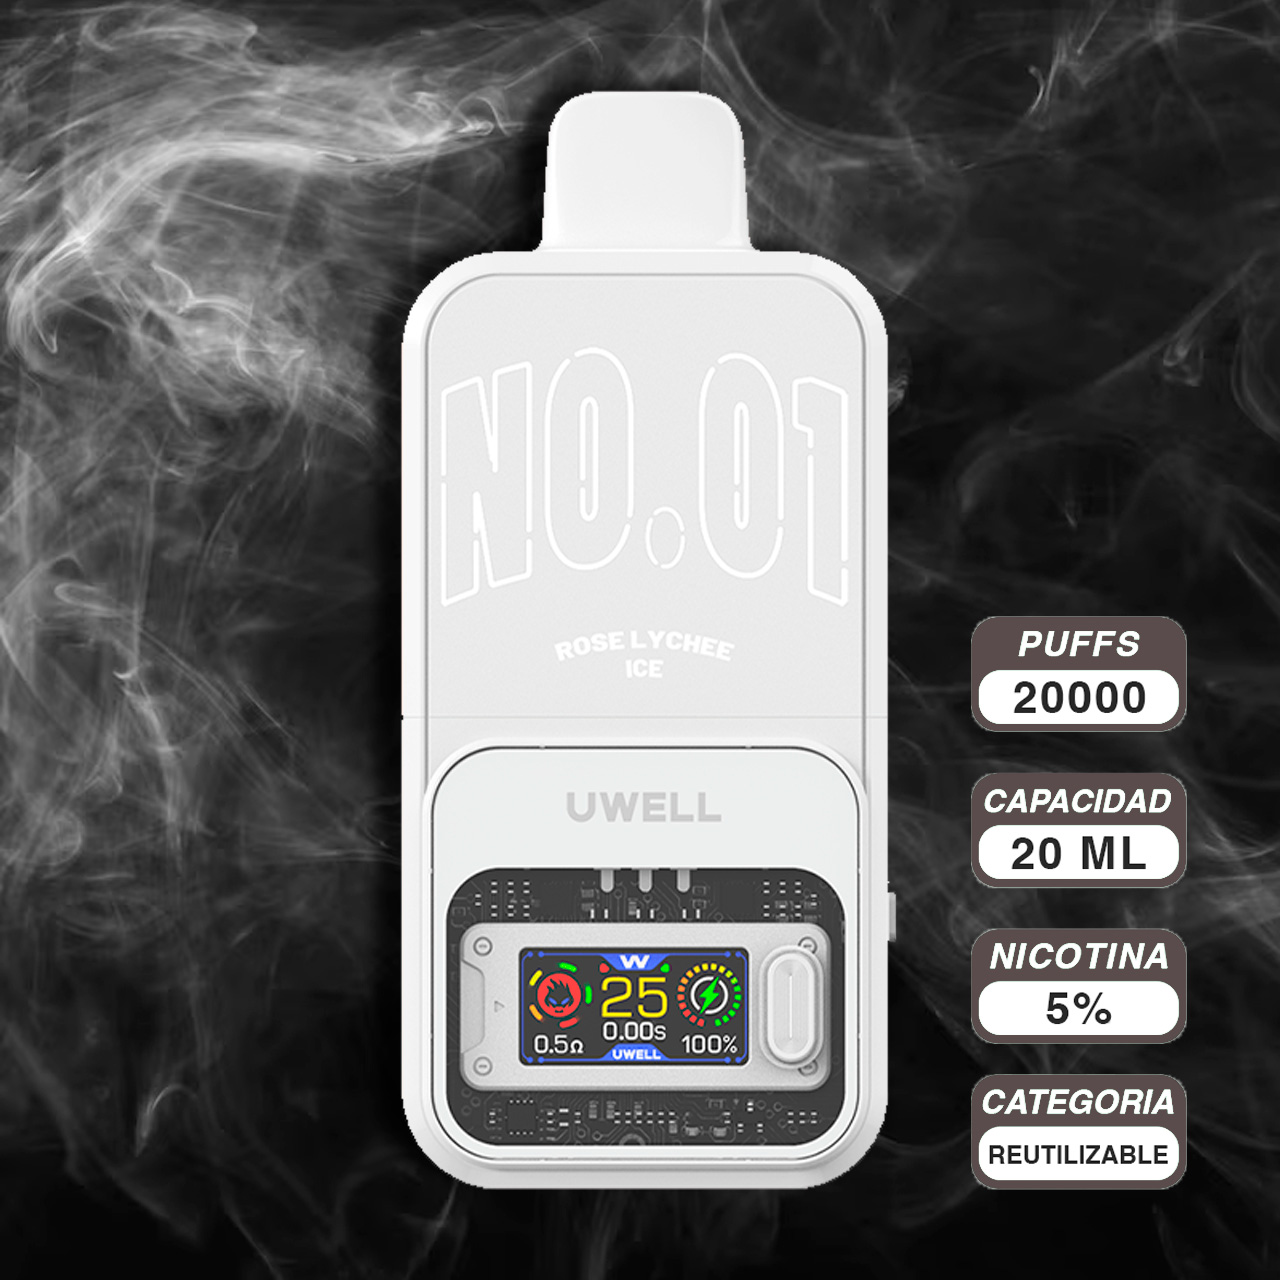 NO.01
ROSE LYCHEE
ICE
UWELL
W
25
0.00s
0.5Ω
100%
UWELL
PUFFS
20000
CAPACIDAD
20 ML
NICOTINA
5%
CATEGORIA
REUTILIZABLE